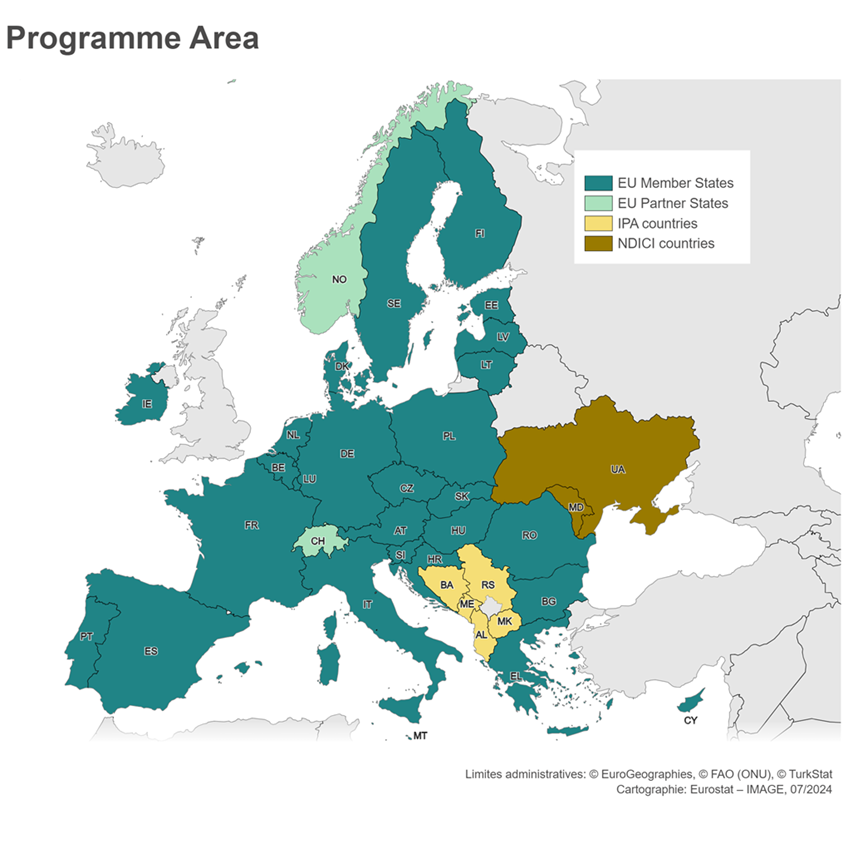 Programme Area
EU Member States
EU Partner States
IPA countries
NDICI countries
FI
NO
SE
EE
LV
LT
DK
IE
NL
PL
DE
BE
LU
UA
CZ
SK
MD
FR
AT
HU
RO
CH
SI
HR
BA
RS
IT
ME
BG
MK
PT
AL
ES
EL
CY
MT
Limites administratives: © EuroGeographies, © FAO (ONU), © TurkStat
Cartographie: Eurostat – IMAGE, 07/2024